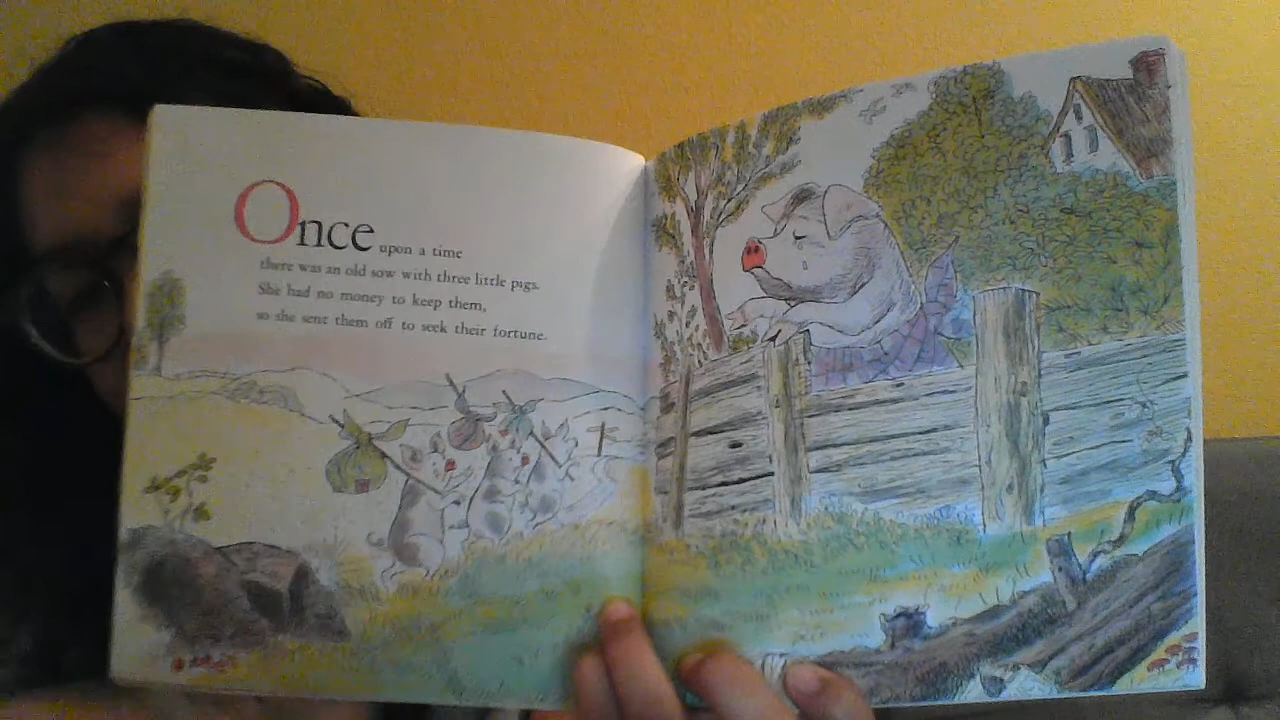 Once upon a time
there was an old sow with three little pigs.
She had no money to keep them,
so she sent them off to seek their fortune.